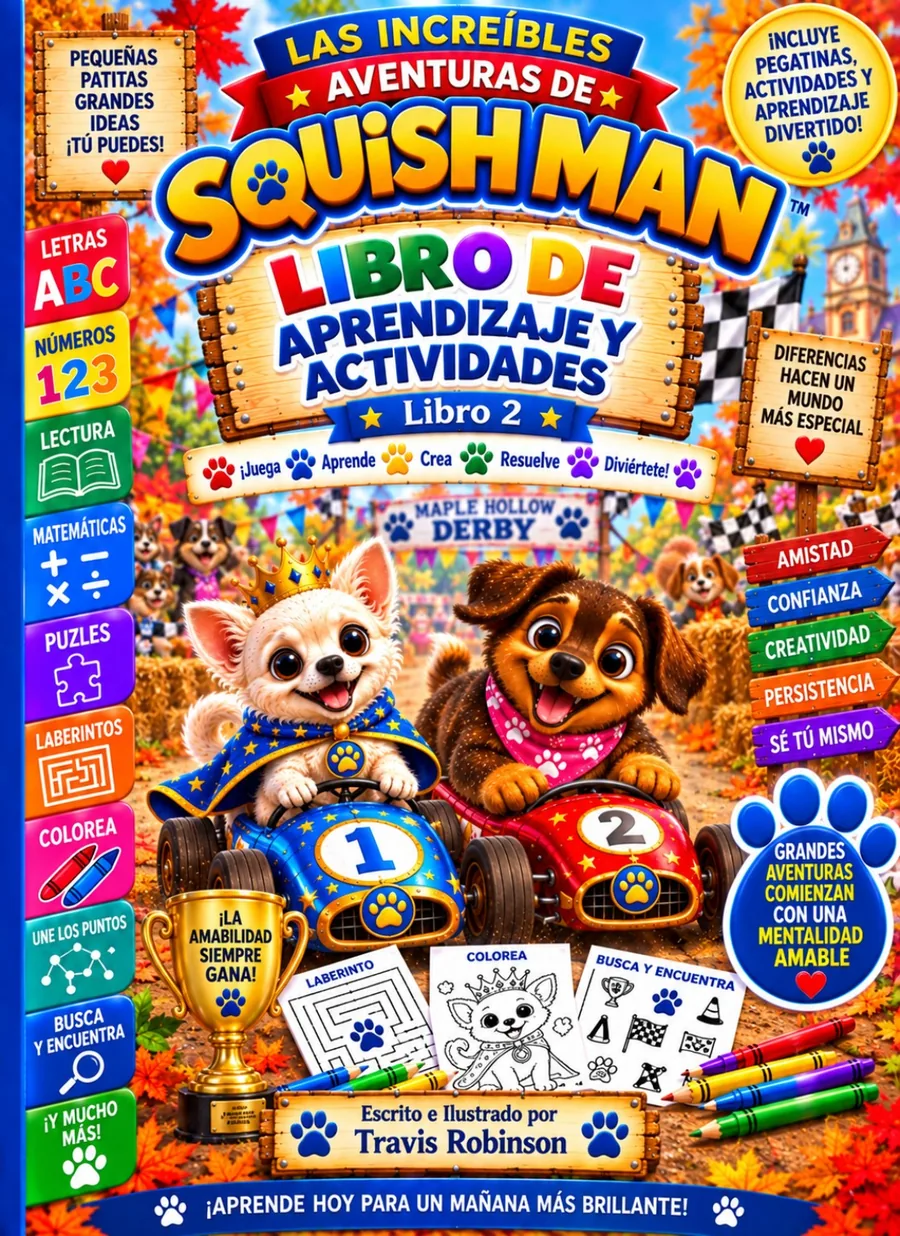 LAS INCREÍBLES
AVENTURAS DE
SQUiSH MAN
™
LIBRO DE
APRENDIZAJE Y
ACTIVIDADES
Libro 2
¡Juega Aprende Crea Resuelve Diviértete!
PEQUEÑAS
PATITAS
GRANDES
IDEAS
¡TÚ PUEDES!
¡INCLUYE
PEGATINAS,
ACTIVIDADES Y
APRENDIZAJE
DIVERTIDO!
LETRAS
ABC
NÚMEROS
123
LECTURA
MATEMÁTICAS
+ −
× ÷
PUZLES
LABERINTOS
COLOREA
UNE LOS PUNTOS
BUSCA
Y ENCUENTRA
¡Y MUCHO
MÁS!
DIFERENCIAS
HACEN UN
MUNDO
MÁS ESPECIAL
MAPLE HOLLOW
DERBY
AMISTAD
CONFIANZA
CREATIVIDAD
PERSISTENCIA
SÉ TÚ MISMO
1
2
GRANDES
AVENTURAS
COMIENZAN
CON UNA
MENTALIDAD
AMABLE
¡LA
AMABILIDAD
SIEMPRE
GANA!
LABERINTO
COLOREA
BUSCA Y ENCUENTRA
Escrito e Ilustrado por
Travis Robinson
¡APRENDE HOY PARA UN MAÑANA MÁS BRILLANTE!